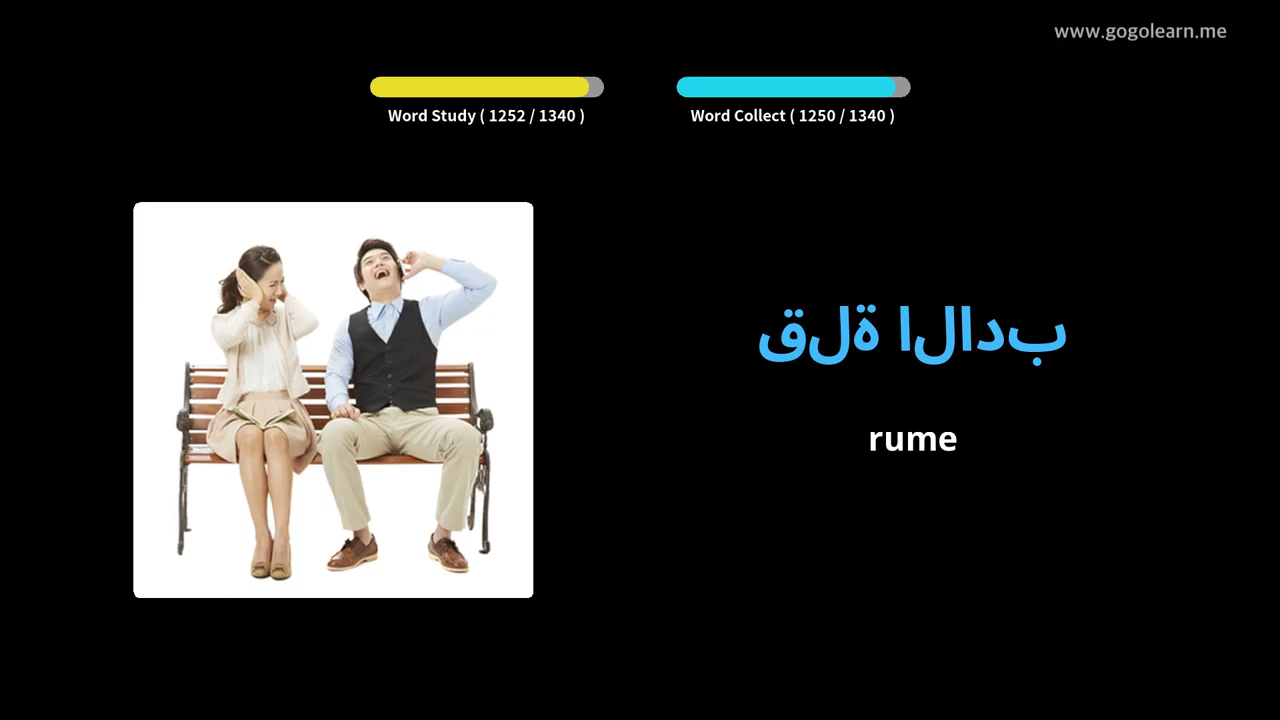 www.gogolearn.me
Word Study ( 1252 / 1340 )
Word Collect ( 1250 / 1340 )
قلة الادب
rume